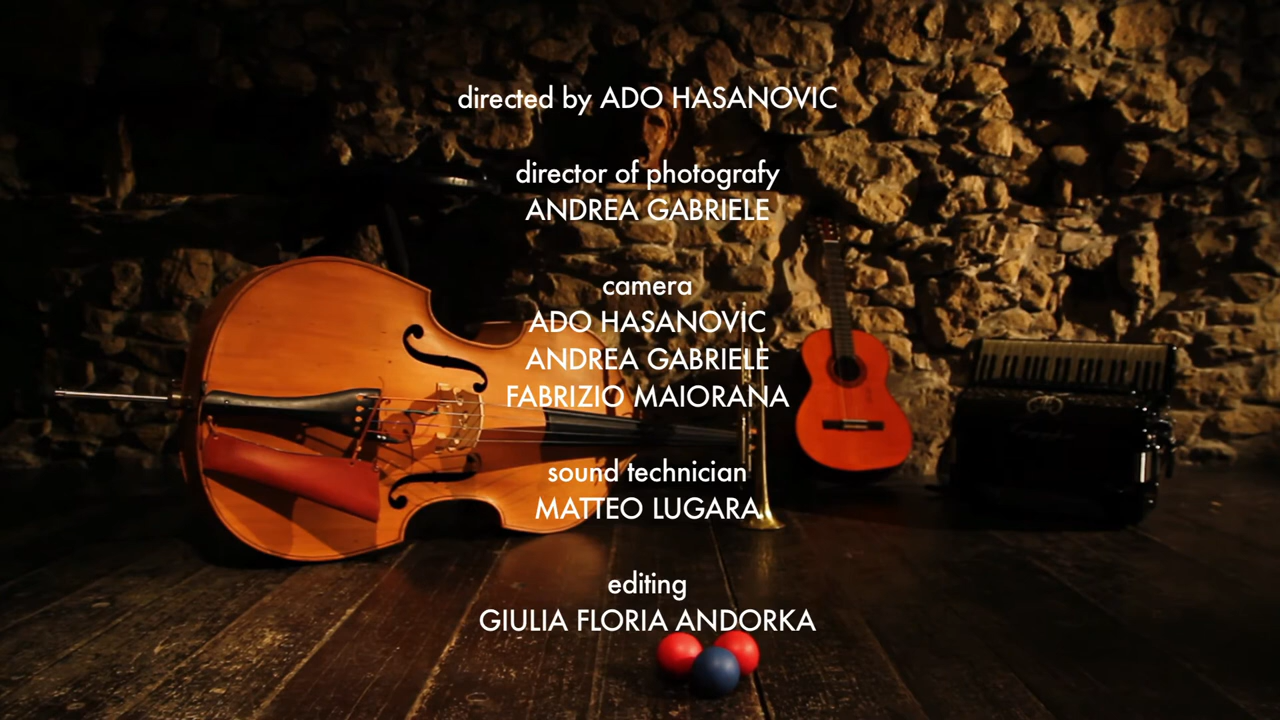 directed by ADO HASANOVIC
director of photografy
ANDREA GABRIELE
camera
ADO HASANOVIC
ANDREA GABRIELE
FABRIZIO MAIORANA
sound technician
MATTEO LUGARA
editing
GIULIA FLORIA ANDORKA